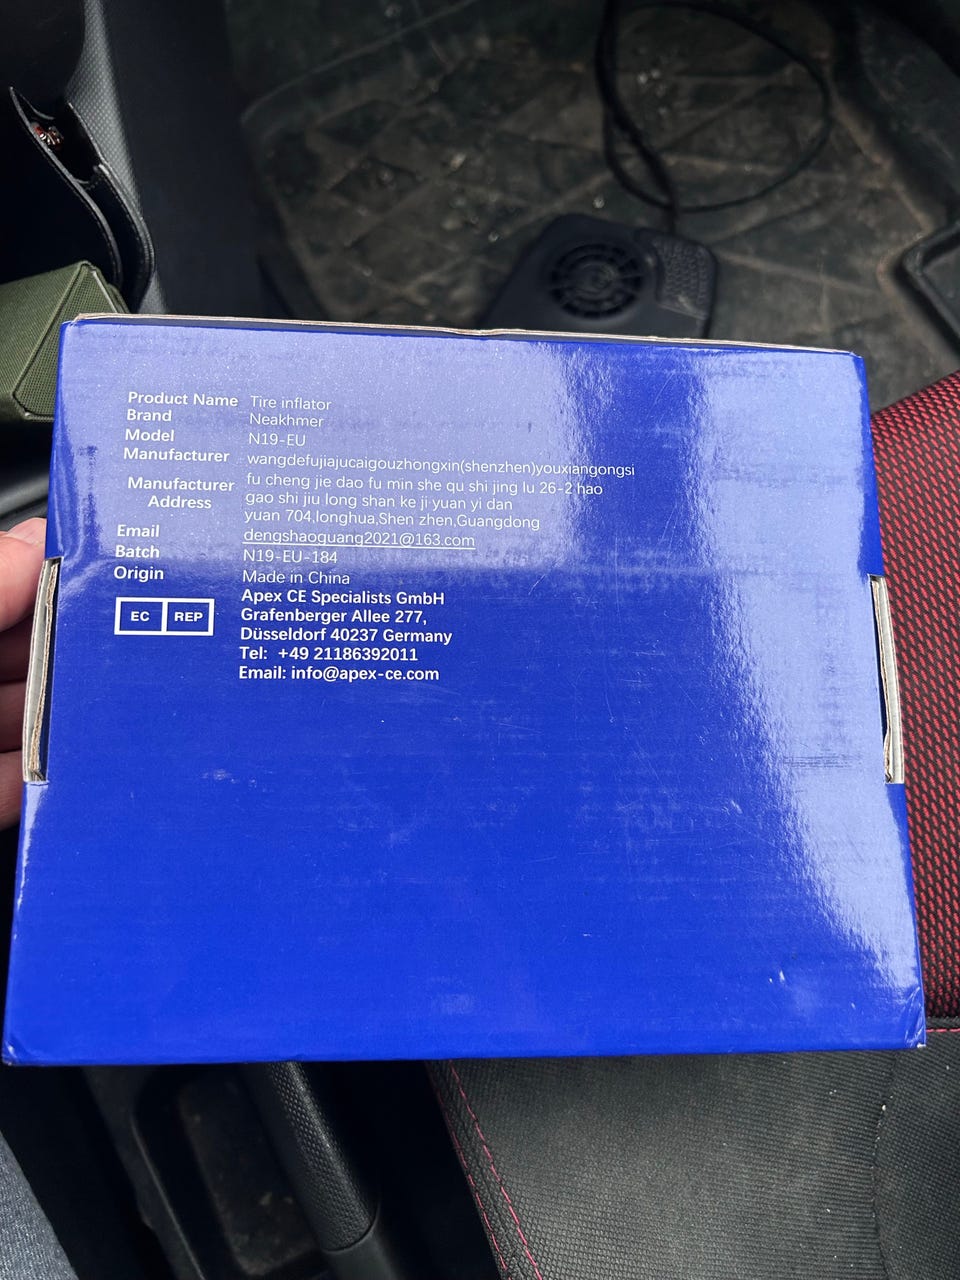 Product Name Tire inflator
Brand Neakhmer
Model N19-EU
Manufacturer wangdefujiajucaigouzhongxin(shenzhen)youxiangongsi
Manufacturer Address fu cheng jie dao fu min she qu shi jing lu 26-2 hao
gao shi jiu long shan ke ji yuan yi dan
yuan 704,longhua,Shen zhen,Guangdong
Email dengshaoguang2021@163.com
Batch N19-EU-184
Origin Made in China
EC REP
Apex CE Specialists GmbH
Grafenberger Allee 277,
Düsseldorf 40237 Germany
Tel: +49 21186392011
Email: info@apex-ce.com